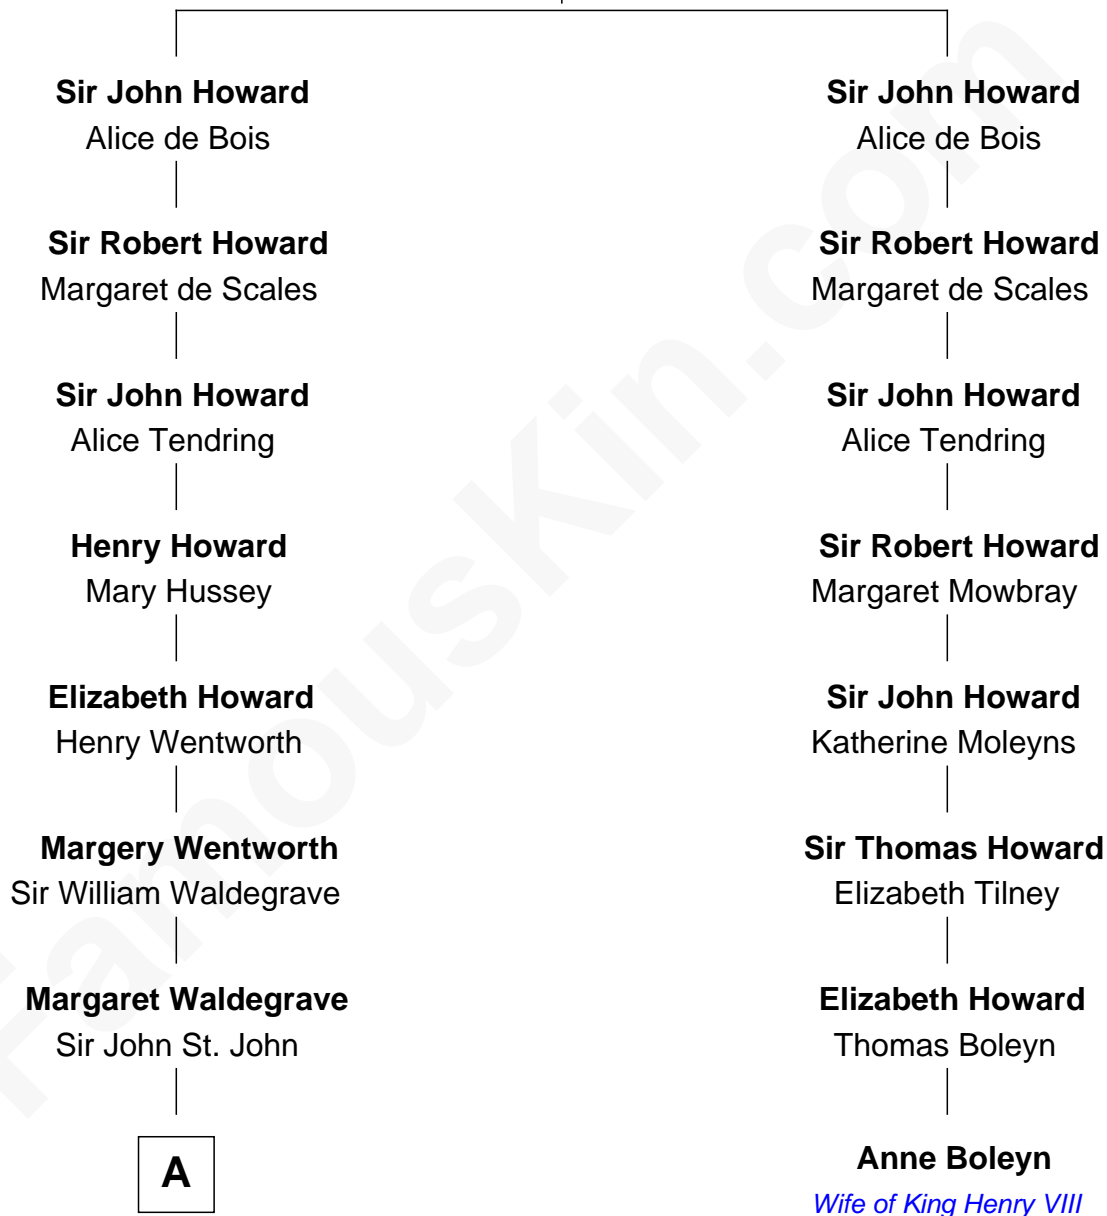 Sir John Howard
Alice de Bois
Sir Robert Howard
Margaret de Scales
Sir John Howard
Alice Tendring
Henry Howard
Mary Hussey
Elizabeth Howard
Henry Wentworth
Margery Wentworth
Sir William Waldegrave
Margaret Waldegrave
Sir John St. John
A
Sir John Howard
Alice de Bois
Sir Robert Howard
Margaret de Scales
Sir John Howard
Alice Tendring
Sir Robert Howard
Margaret Mowbray
Sir John Howard
Katherine Moleyns
Sir Thomas Howard
Elizabeth Tilney
Elizabeth Howard
Thomas Boleyn
Anne Boleyn
Wife of King Henry VIII
FamousKin.com